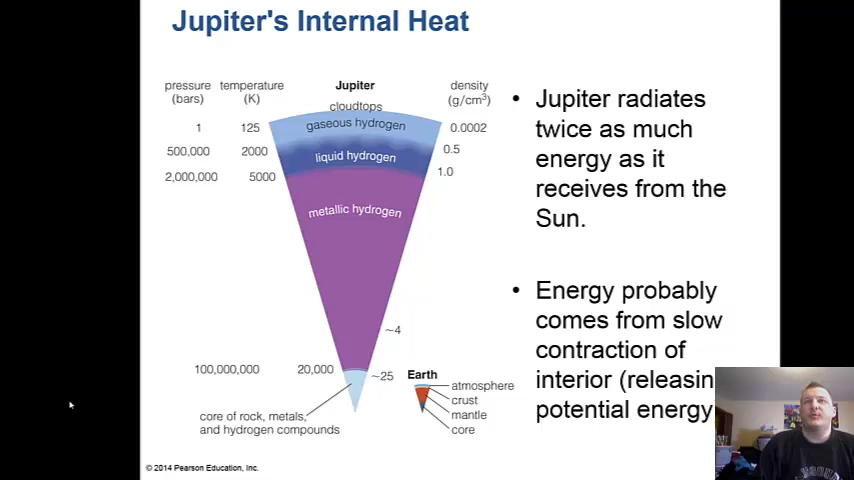 Jupiter's Internal Heat
pressure
(bars)
temperature
(K)
Jupiter
density
(g/cm³)
cloudtops
gaseous hydrogen
1 125 0.0002
500,000 2000 0.5
liquid hydrogen
2,000,000 5000 1.0
metallic hydrogen
~4
100,000,000 20,000 ~25
core of rock, metals,
and hydrogen compounds
Earth
atmosphere
crust
mantle
core
• Jupiter radiates
twice as much
energy as it
receives from the
Sun.
• Energy probably
comes from slow
contraction of
interior (releasin
potential energy
© 2014 Pearson Education, Inc.